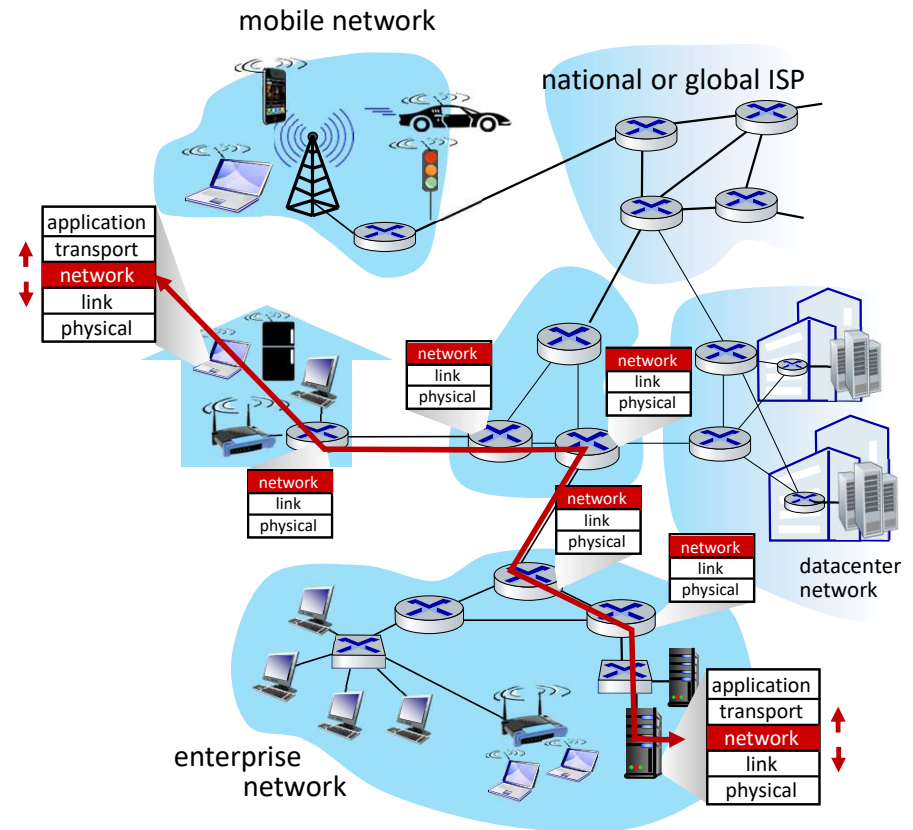 mobile network
national or global ISP
application
transport
network
link
physical
network
link
physical
network
link
physical
network
link
physical
network
link
physical
network
link
physical
datacenter
network
application
transport
network
link
physical
enterprise
network